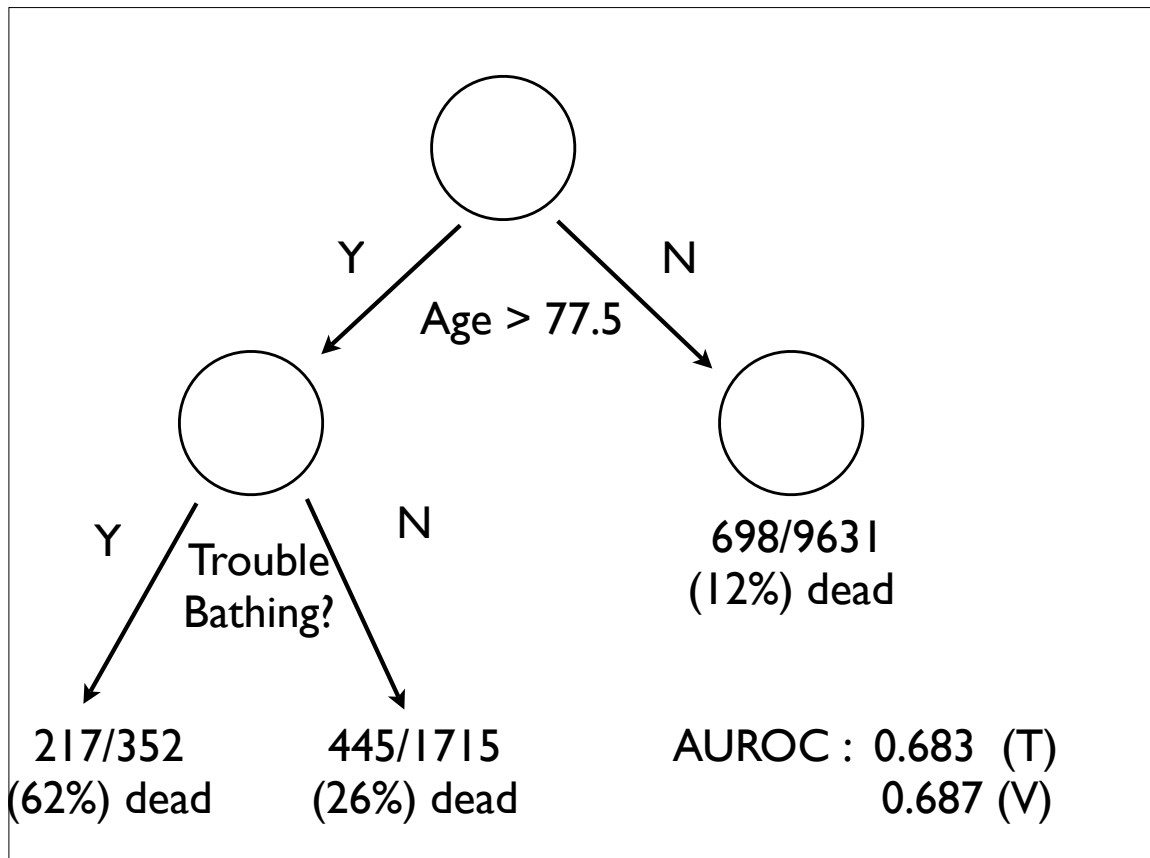 Y
N
Age > 77.5
Y
N
Trouble
Bathing?
698/9631
(12%) dead
217/352
(62%) dead
445/1715
(26%) dead
AUROC : 0.683 (T)
0.687 (V)